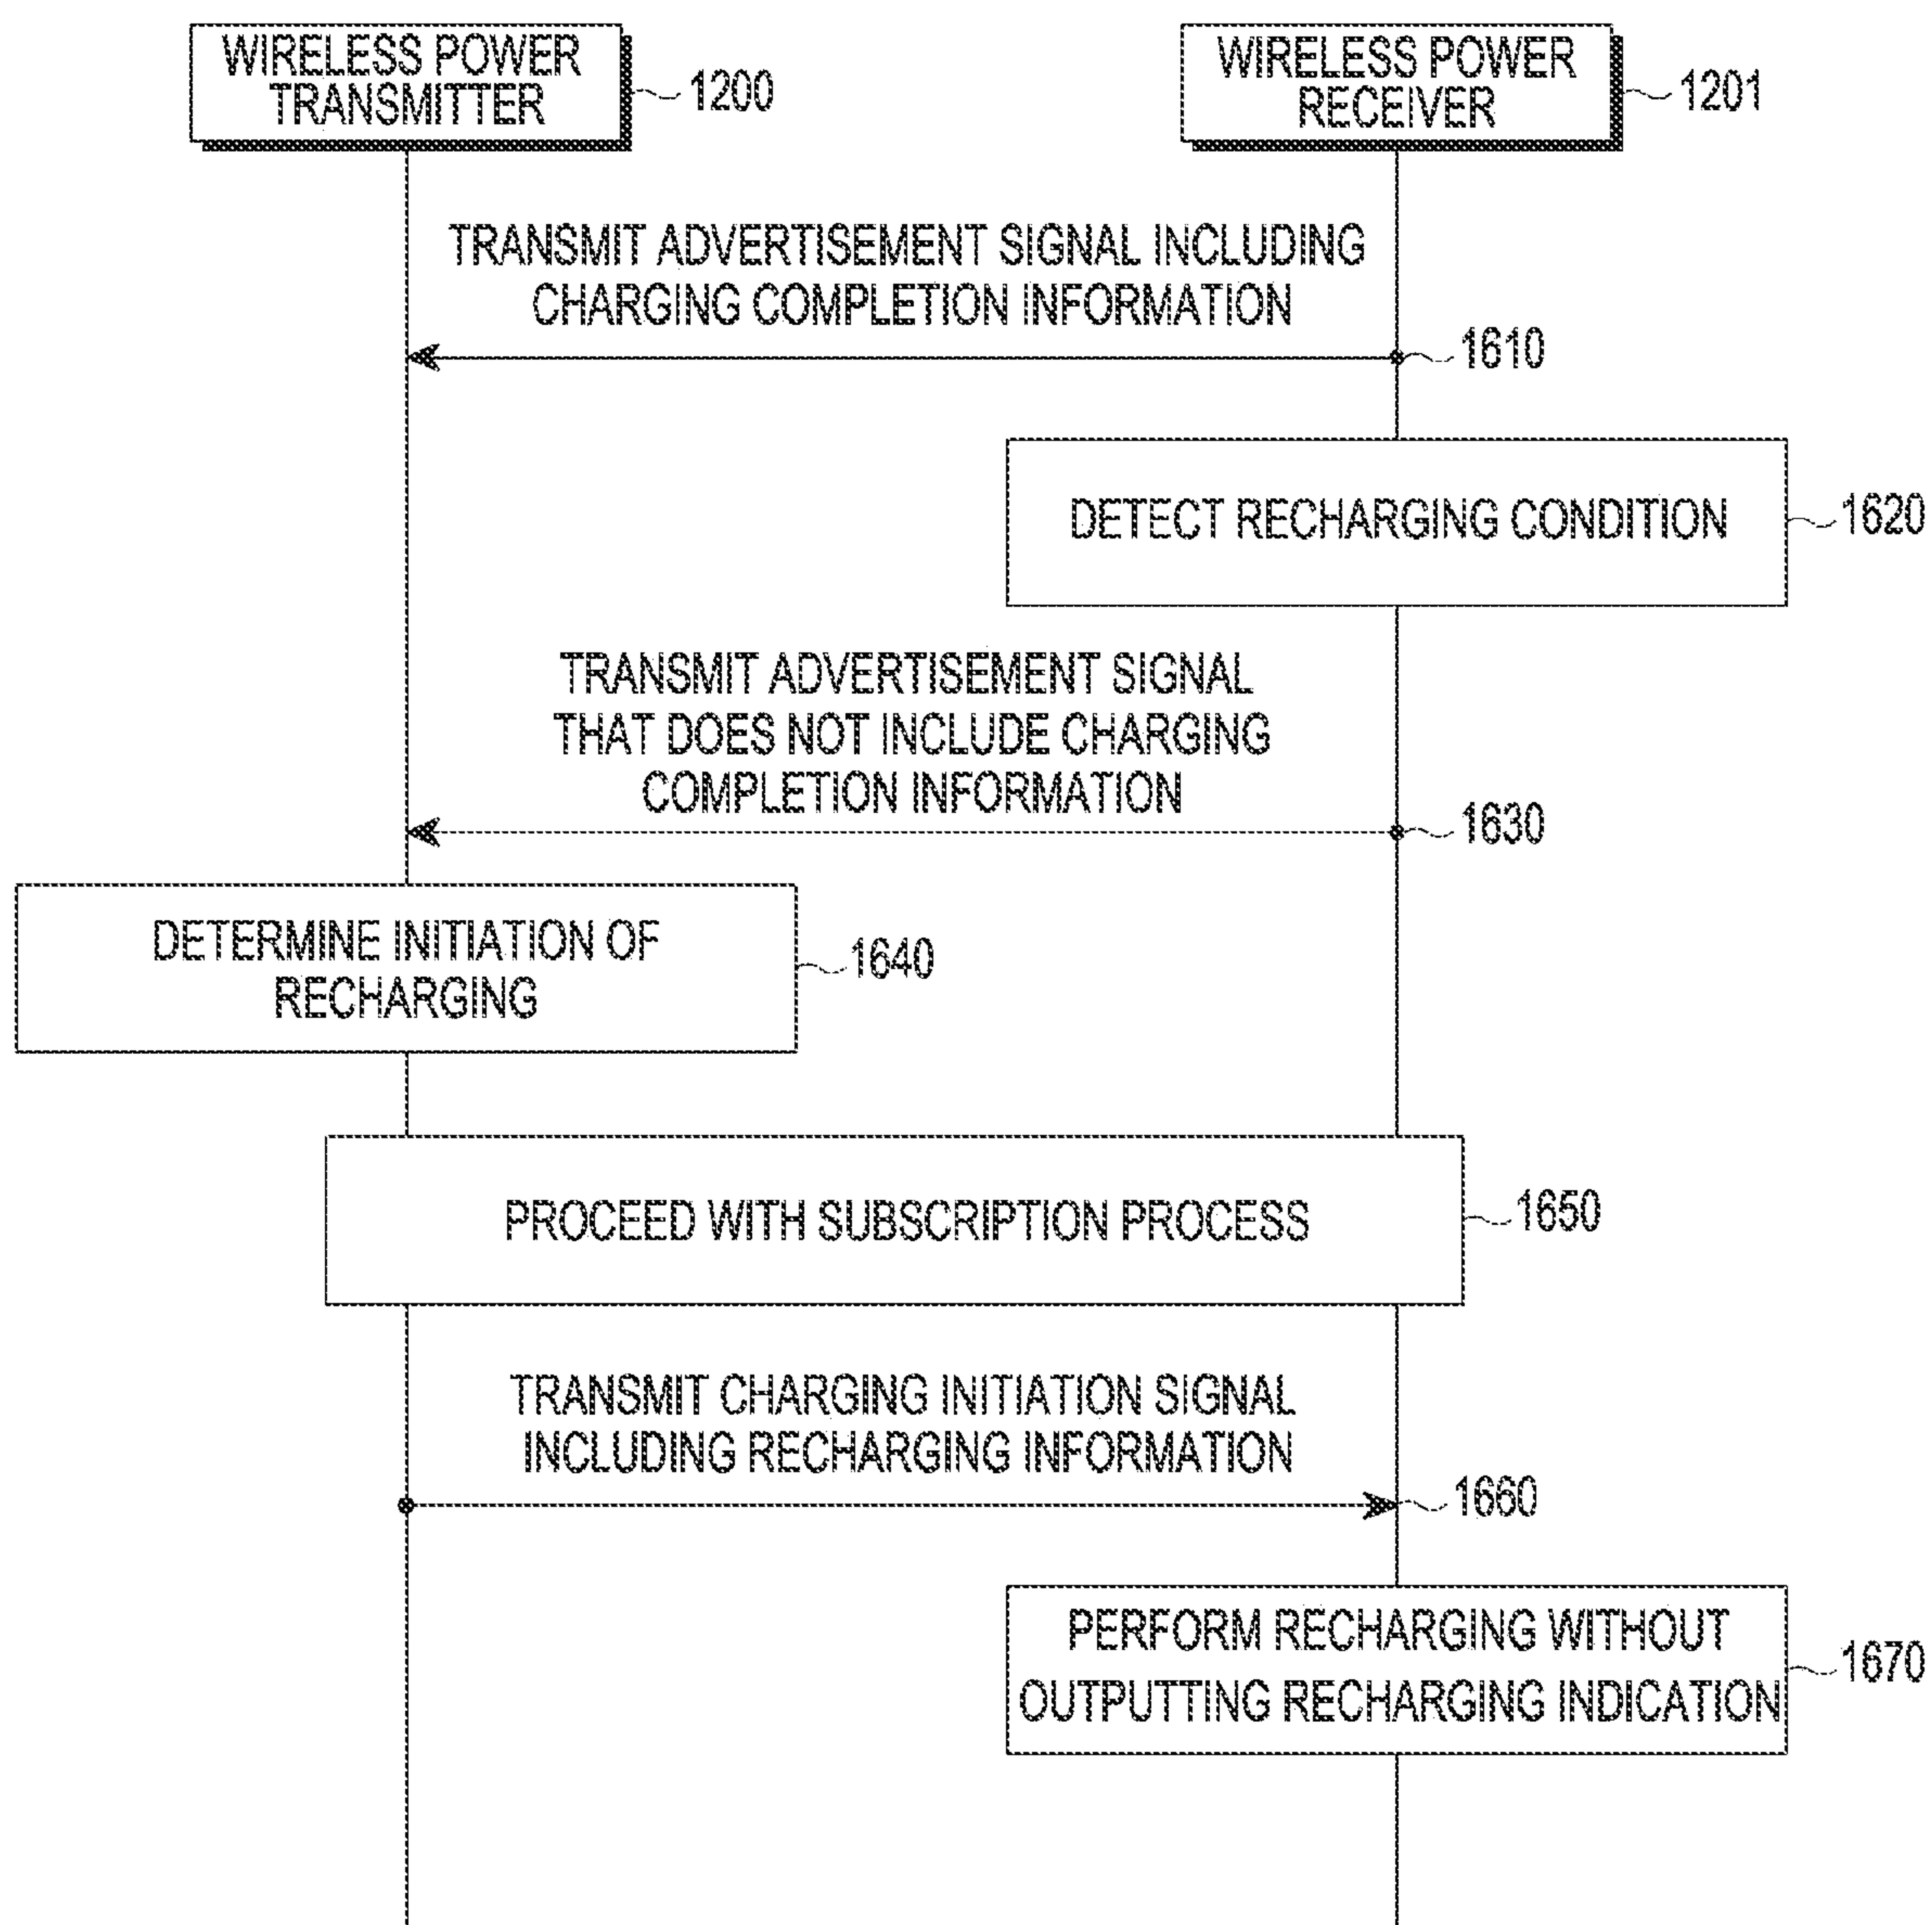 WIRELESS POWER
TRANSMITTER
1200
WIRELESS POWER
RECEIVER
1201
TRANSMIT ADVERTISEMENT SIGNAL INCLUDING
CHARGING COMPLETION INFORMATION
1610
DETECT RECHARGING CONDITION
1620
TRANSMIT ADVERTISEMENT SIGNAL
THAT DOES NOT INCLUDE CHARGING
COMPLETION INFORMATION
1630
DETERMINE INITIATION OF
RECHARGING
1640
PROCEED WITH SUBSCRIPTION PROCESS
1650
TRANSMIT CHARGING INITIATION SIGNAL
INCLUDING RECHARGING INFORMATION
1660
PERFORM RECHARGING WITHOUT
OUTPUTTING RECHARGING INDICATION
1670